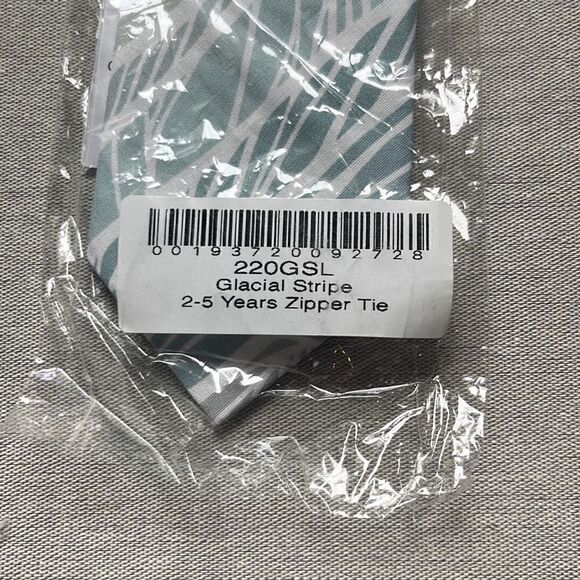 00193720092728
220GSL
Glacial Stripe
2-5 Years Zipper Tie